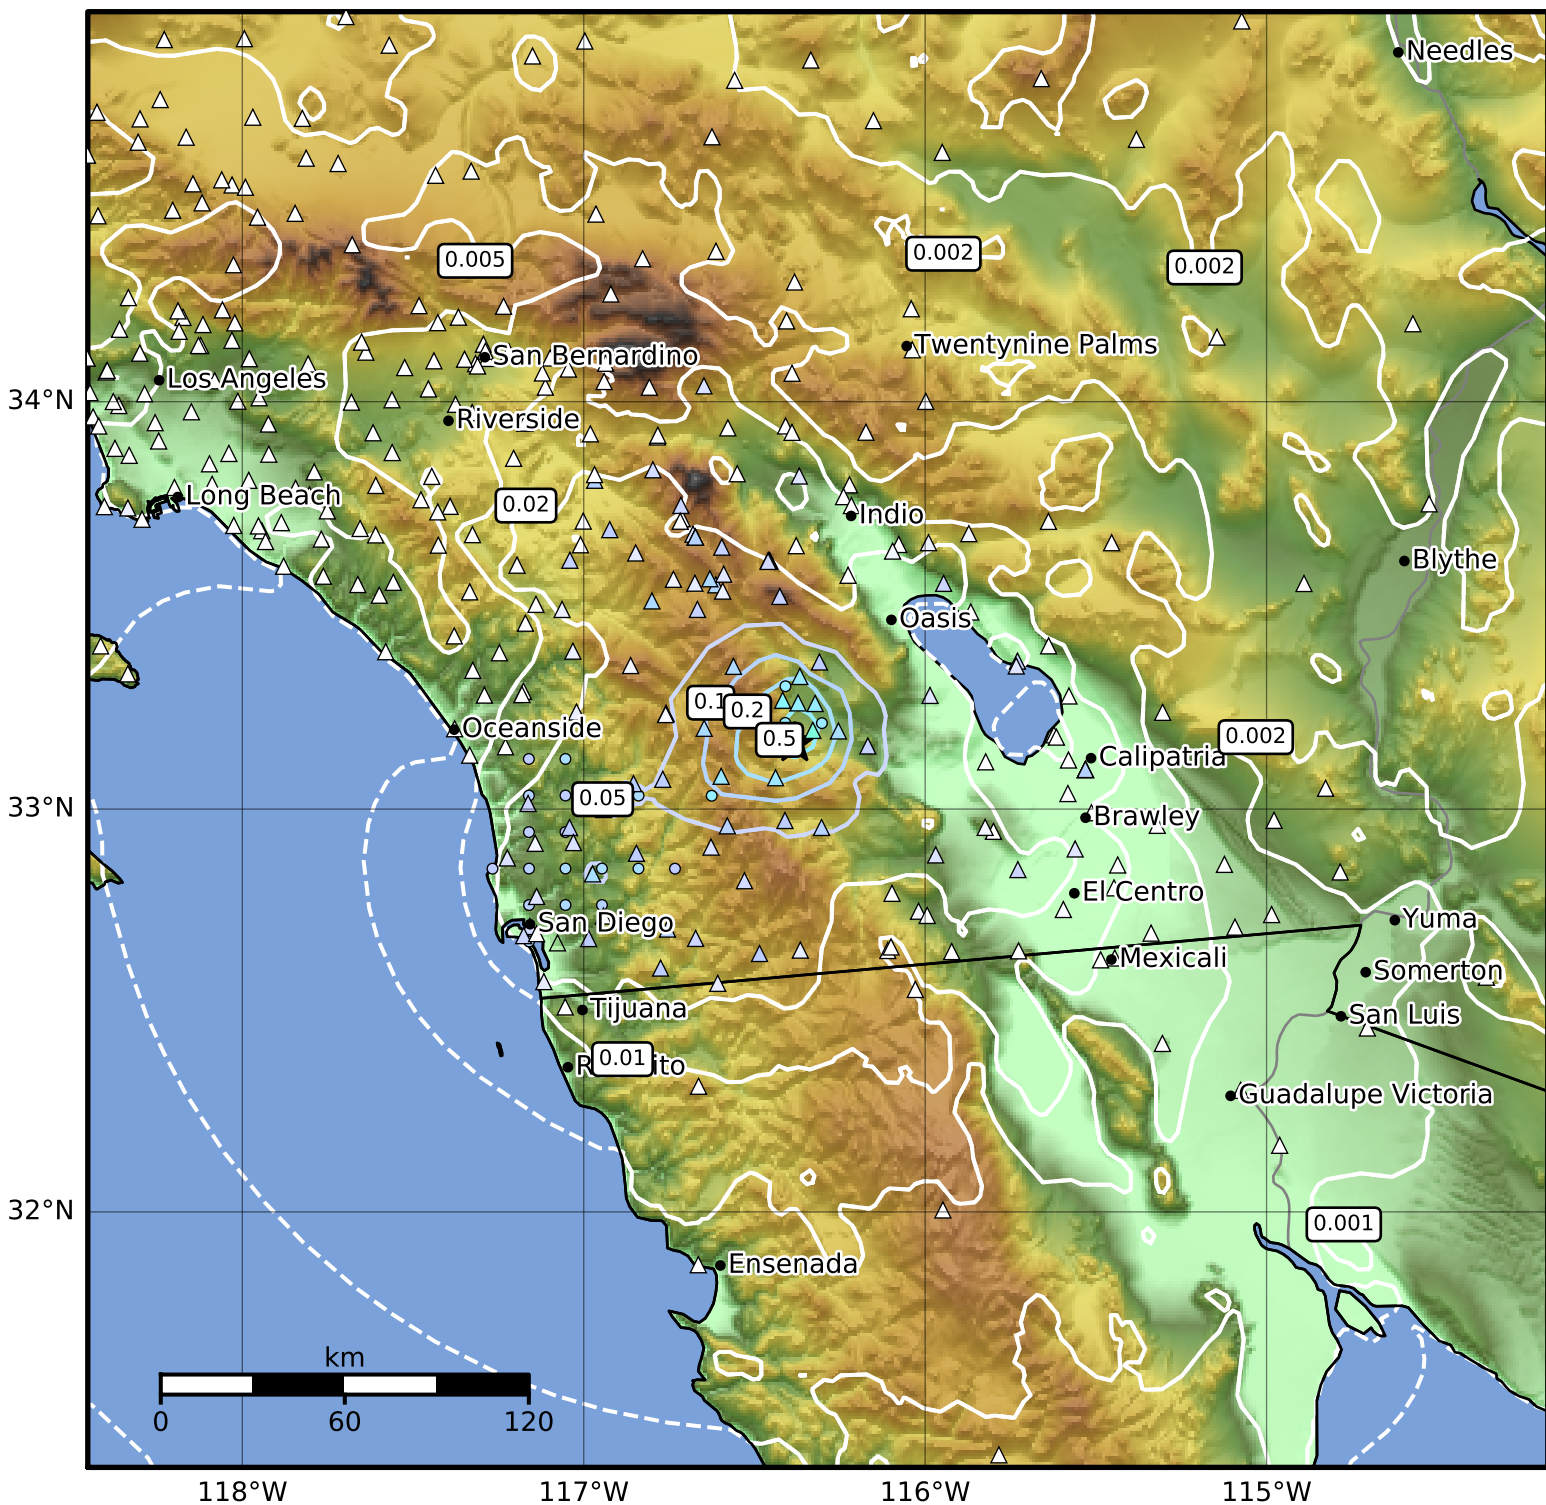 Needles
0.005
0.002
0.002
Twentynine Palms
San Bernardino
Los Angeles
34°N
Riverside
Long Beach
0.02
Indio
Blythe
Oasis
0.1
0.2
Oceanside
0.5
0.002
Calipatria
0.05
33°N
Brawley
El Centro
San Diego
Yuma
Mexicali
Somerton
Tijuana
San Luis
0.01
R ito
Guadalupe Victoria
32°N
0.001
Ensenada
km
0 60 120
118°W 117°W 116°W 115°W